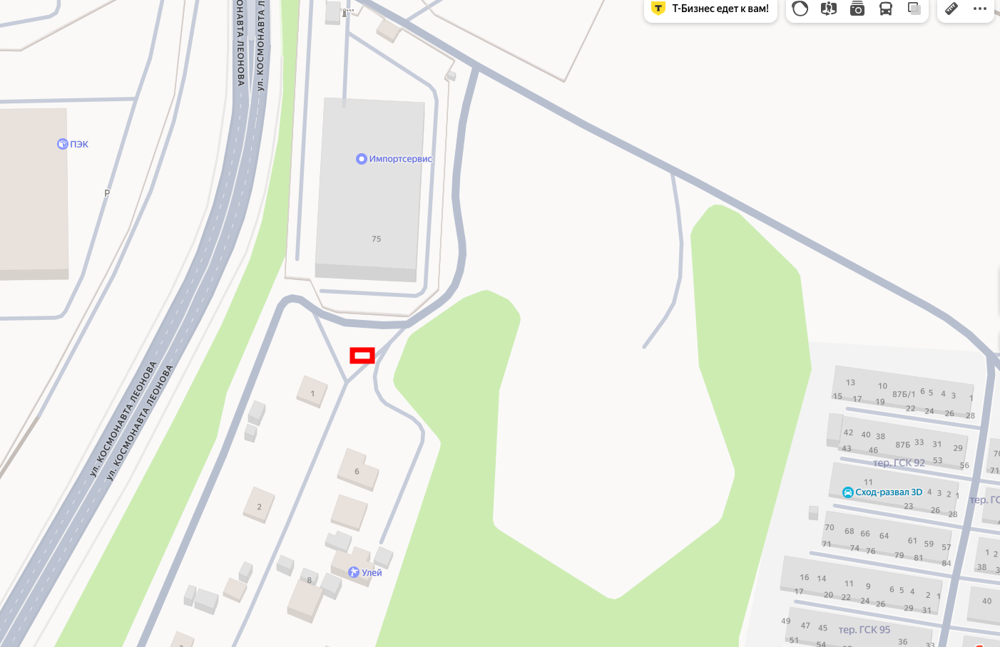 Т-Бизнес едет к вам!
ул. КОСМОНАВТА ЛЕОНОВА
ул. КОСМОНАВТА Л
ПЭК
P
Импортсервис
75
ул. КОСМОНАВТА ЛЕОНОВА
ул. КОСМОНАВТА ЛЕОНОВА
1
6
2
8
Улей
13 10 87Б/1 6 5 4 3 1
15 17 19 22 24 26 28
42 40 38 87Б 33 31 29
43 46 53 56
тер. ГСК 92
70
71
11 4 3 2 1
Сход-развал 3D
23 26 28
тер. ГС
70 68 66 64 61 59 57
71 74 76 79 81 84
1 2
38
16 14 11 9 6 5 4 2 1
17 20 22 24 26 29 31
40
49 47 45
тер. ГСК 95
51 54 36 33